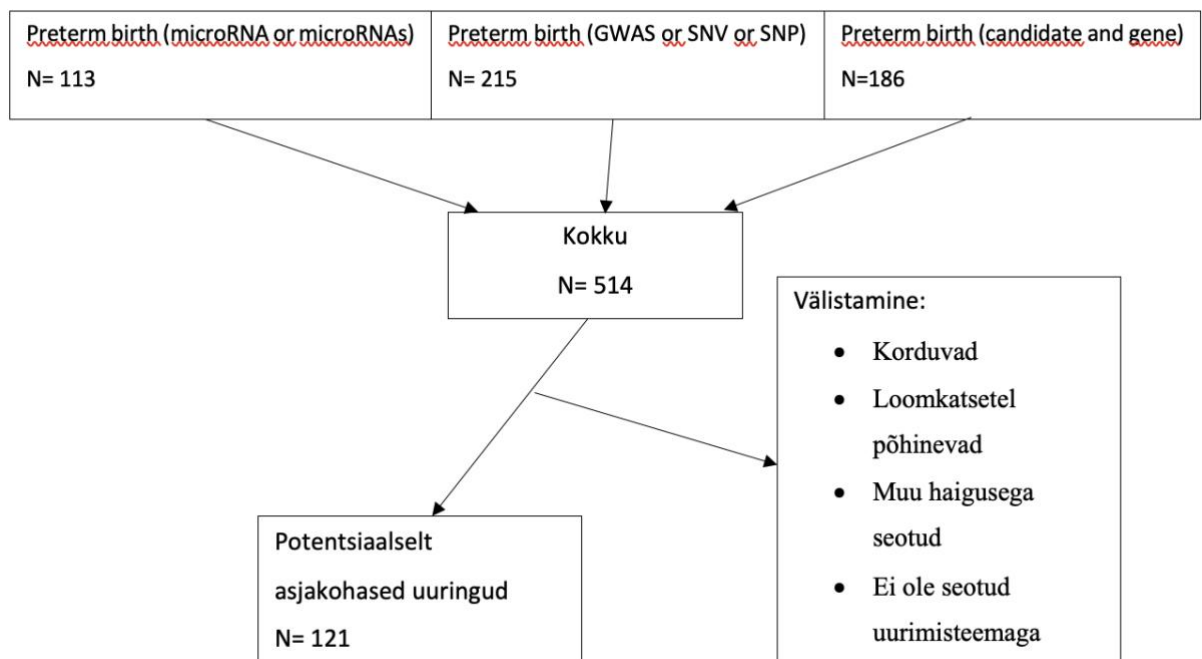 Preterm birth (microRNA or microRNAs)
N= 113
Preterm birth (GWAS or SNV or SNP)
N= 215
Preterm birth (candidate and gene)
N=186
Kokku
N= 514
Välistamine:
• Korduvad
• Loomkatsetel
põhinevad
• Muu haigusega
seotud
• Ei ole seotud
uurimisteemaga
Potentsiaalselt
asjakohased uuringud
N= 121